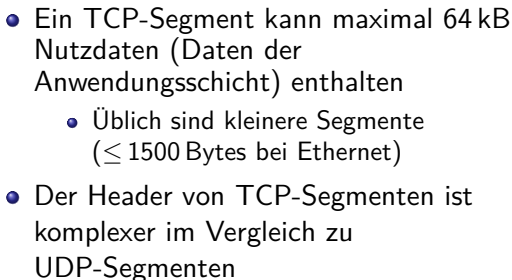 Ein TCP-Segment kann maximal 64 kB
Nutzdaten (Daten der
Anwendungsschicht) enthalten
Üblich sind kleinere Segmente
(≤ 1500 Bytes bei Ethernet)
Der Header von TCP-Segmenten ist
komplexer im Vergleich zu
UDP-Segmenten